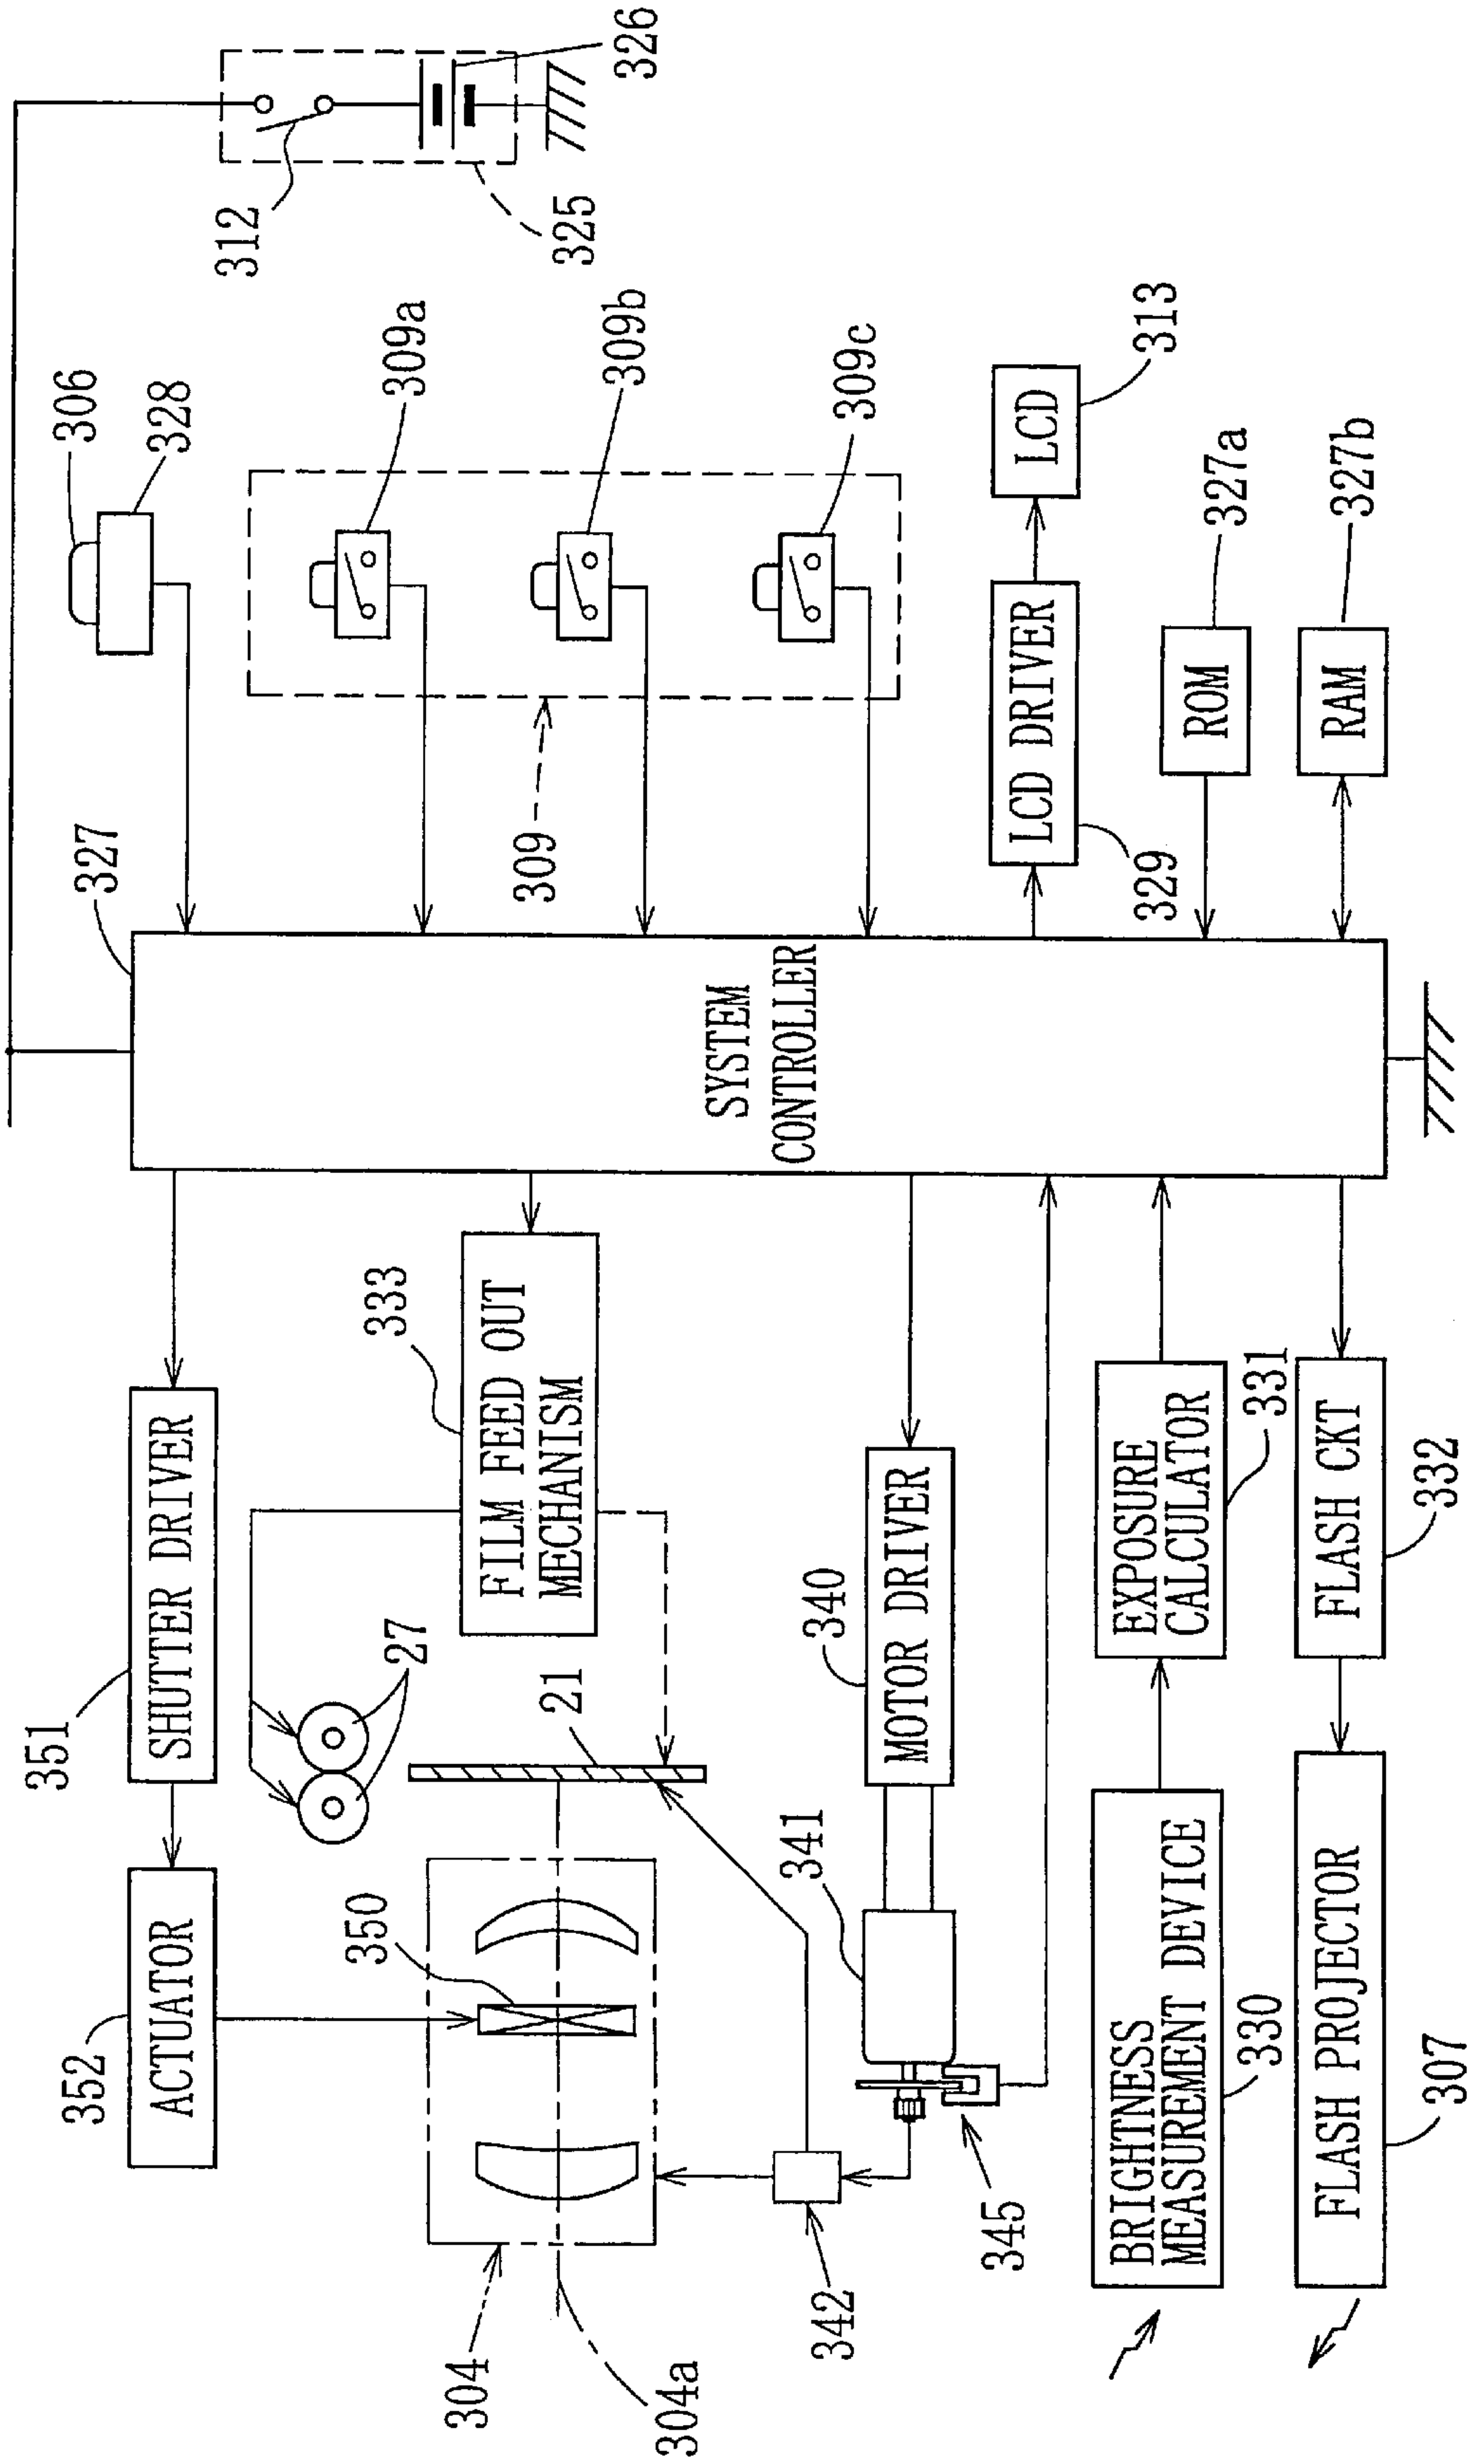 352
ACTUATOR
351
SHUTTER DRIVER
327
306
328
312
325
326
304
304a
350
27
21
333
FILM FEED OUT
MECHANISM
309
309a
309b
309c
SYSTEM
CONTROLLER
342
345
341
340
MOTOR DRIVER
329
LCD DRIVER
LCD
313
BRIGHTNESS
MEASUREMENT DEVICE
330
EXPOSURE
CALCULATOR
331
ROM
327a
FLASH PROJECTOR
307
FLASH CKT
332
RAM
327b